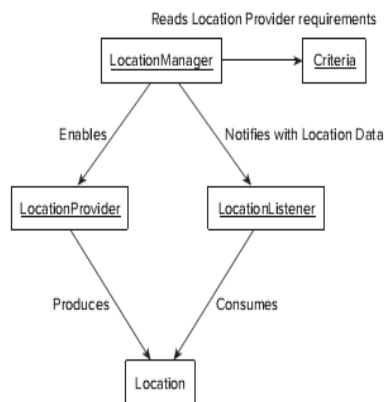 Reads Location Provider requirements
LocationManager
Criteria
Enables
Notifies with Location Data
LocationProvider
LocationListener
Produces
Consumes
Location